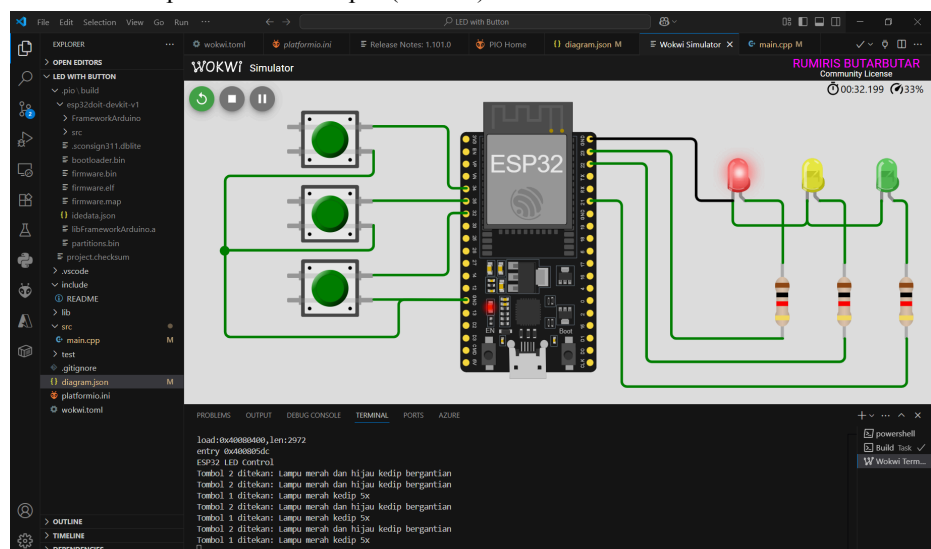 File Edit Selection View Go Run ...
LED with Button
EXPLORER
wokwi.toml
platformio.ini
Release Notes: 1.101.0
PIO Home
diagram.json M
Wokwi Simulator
main.cpp M
OPEN EDITORS
LED WITH BUTTON
.pio \ build
esp32doit-devkit-v1
FrameworkArduino
src
.sconsign311.dblite
bootloader.bin
firmware.bin
firmware.elf
firmware.map
idedata.json
libFrameworkArduino.a
partitions.bin
project.checksum
.vscode
include
README
lib
src
main.cpp M
test
.gitignore
diagram.json M
platformio.ini
wokwi.toml
OUTLINE
TIMELINE
DEPENDENCIES
WOKWI Simulator
RUMIRIS BUTARBUTAR
Community License
00:32.199 33%
ESP32
EN
Boot
PROBLEMS OUTPUT DEBUG CONSOLE TERMINAL PORTS AZURE
load:0x40080400,len:2972
entry 0x400805dc
ESP32 LED Control
Tombol 2 ditekan: Lampu merah dan hijau kedip bergantian
Tombol 2 ditekan: Lampu merah dan hijau kedip bergantian
Tombol 1 ditekan: Lampu merah kedip 5x
Tombol 2 ditekan: Lampu merah dan hijau kedip bergantian
Tombol 1 ditekan: Lampu merah kedip 5x
Tombol 2 ditekan: Lampu merah dan hijau kedip bergantian
Tombol 1 ditekan: Lampu merah kedip 5x
powershell
Build Task
Wokwi Term...